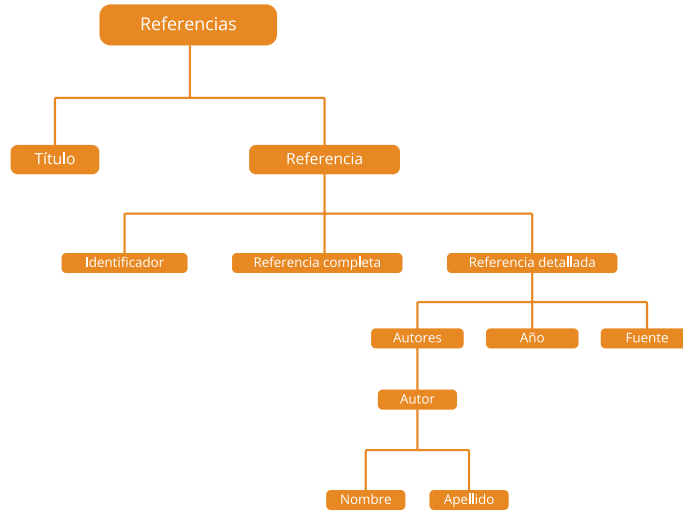 Referencias
Título
Referencia
Identificador
Referencia completa
Referencia detallada
Autores
Año
Fuente
Autor
Nombre
Apellido